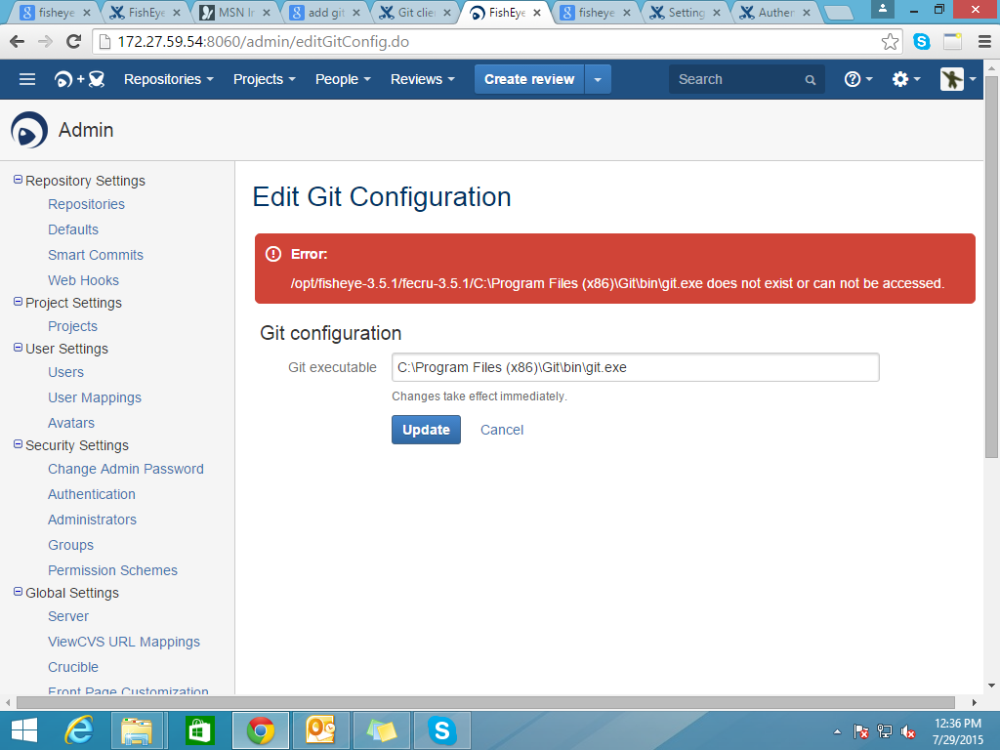 fisheye
FishEye
MSN In
add git
Git clie
FishEye
fisheye
Setting
Authen
172.27.59.54:8060/admin/editGitConfig.do
Repositories
Projects
People
Reviews
Create review
Search
Admin
Repository Settings
Repositories
Defaults
Smart Commits
Web Hooks
Project Settings
Projects
User Settings
Users
User Mappings
Avatars
Security Settings
Change Admin Password
Authentication
Administrators
Groups
Permission Schemes
Global Settings
Server
ViewCVS URL Mappings
Crucible
Front Page Customization
Edit Git Configuration
Error:
/opt/fisheye-3.5.1/fecru-3.5.1/C:\Program Files (x86)\Git\bin\git.exe does not exist or can not be accessed.
Git configuration
Git executable
C:\Program Files (x86)\Git\bin\git.exe
Changes take effect immediately.
Update
Cancel
12:36 PM
7/29/2015